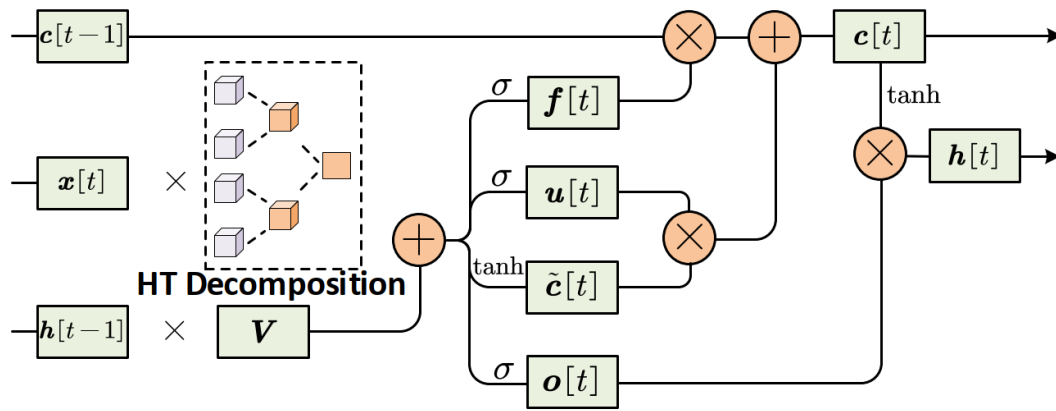 c[t−1]
×
+
c[t]
σ
f[t]
tanh
x[t]
×
σ
u[t]
×
h[t]
+
×
tanh
c̃[t]
HT Decomposition
h[t−1]
×
V
σ
o[t]